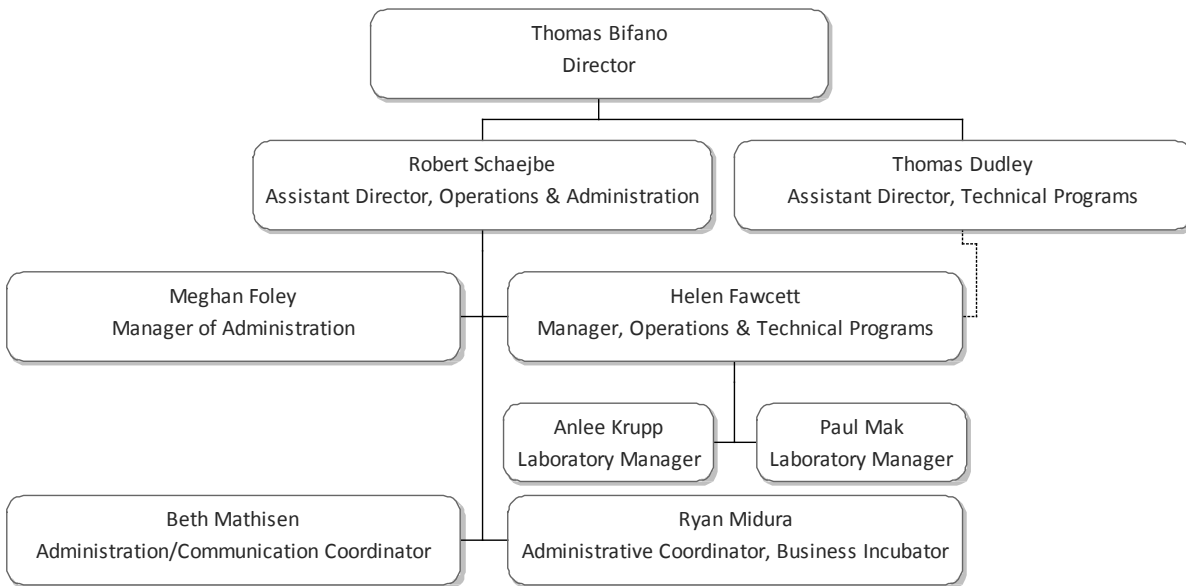 Thomas Bifano
Director
Robert Schaejbe
Assistant Director, Operations & Administration
Thomas Dudley
Assistant Director, Technical Programs
Meghan Foley
Manager of Administration
Helen Fawcett
Manager, Operations & Technical Programs
Anlee Krupp
Laboratory Manager
Paul Mak
Laboratory Manager
Beth Mathisen
Administration/Communication Coordinator
Ryan Midura
Administrative Coordinator, Business Incubator